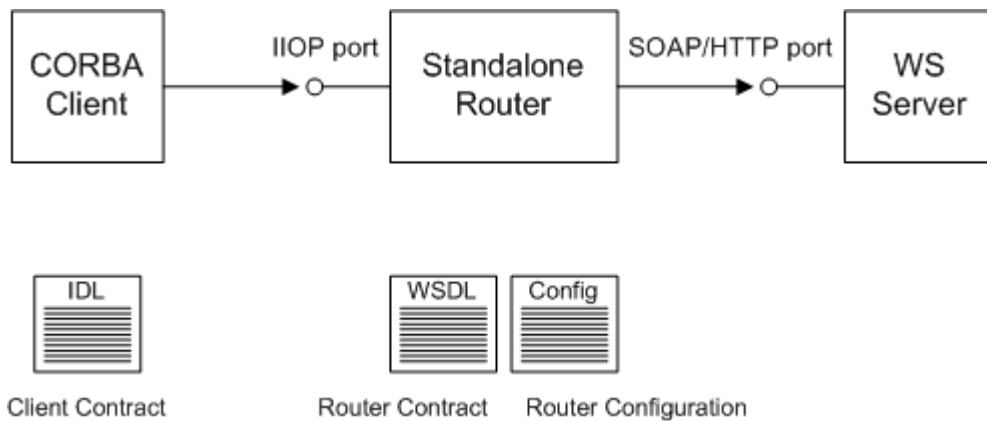 IIOP port
SOAP/HTTP port
CORBA
Client
Standalone
Router
WS
Server
IDL
WSDL
Config
Client Contract
Router Contract
Router Configuration